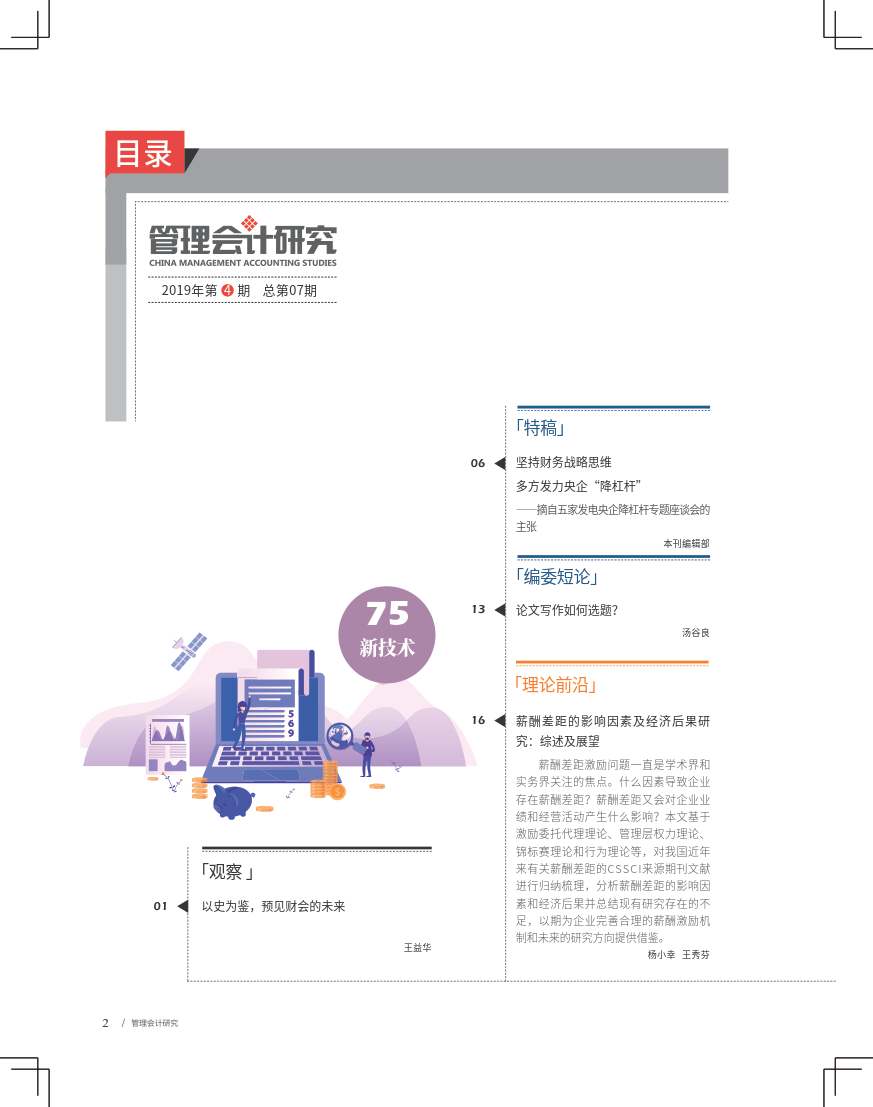 目录
管理会计研究
CHINA MANAGEMENT ACCOUNTING STUDIES
2019年第 4 期 总第07期
75
新技术
5
6
9
「观察 」
01 以史为鉴，预见财会的未来
王益华
「特稿」
06 坚持财务战略思维
多方发力央企“降杠杆”
——摘自五家发电央企降杠杆专题座谈会的
主张
本刊编辑部
「编委短论」
13 论文写作如何选题？
汤谷良
「理论前沿」
16 薪酬差距的影响因素及经济后果研
究：综述及展望
薪酬差距激励问题一直是学术界和
实务界关注的焦点。什么因素导致企业
存在薪酬差距？薪酬差距又会对企业业
绩和经营活动产生什么影响？本文基于
激励委托代理理论、管理层权力理论、
锦标赛理论和行为理论等，对我国近年
来有关薪酬差距的CSSCI来源期刊文献
进行归纳梳理，分析薪酬差距的影响因
素和经济后果并总结现有研究存在的不
足，以期为企业完善合理的薪酬激励机
制和未来的研究方向提供借鉴。
杨小幸 王秀芬
2 / 管理会计研究